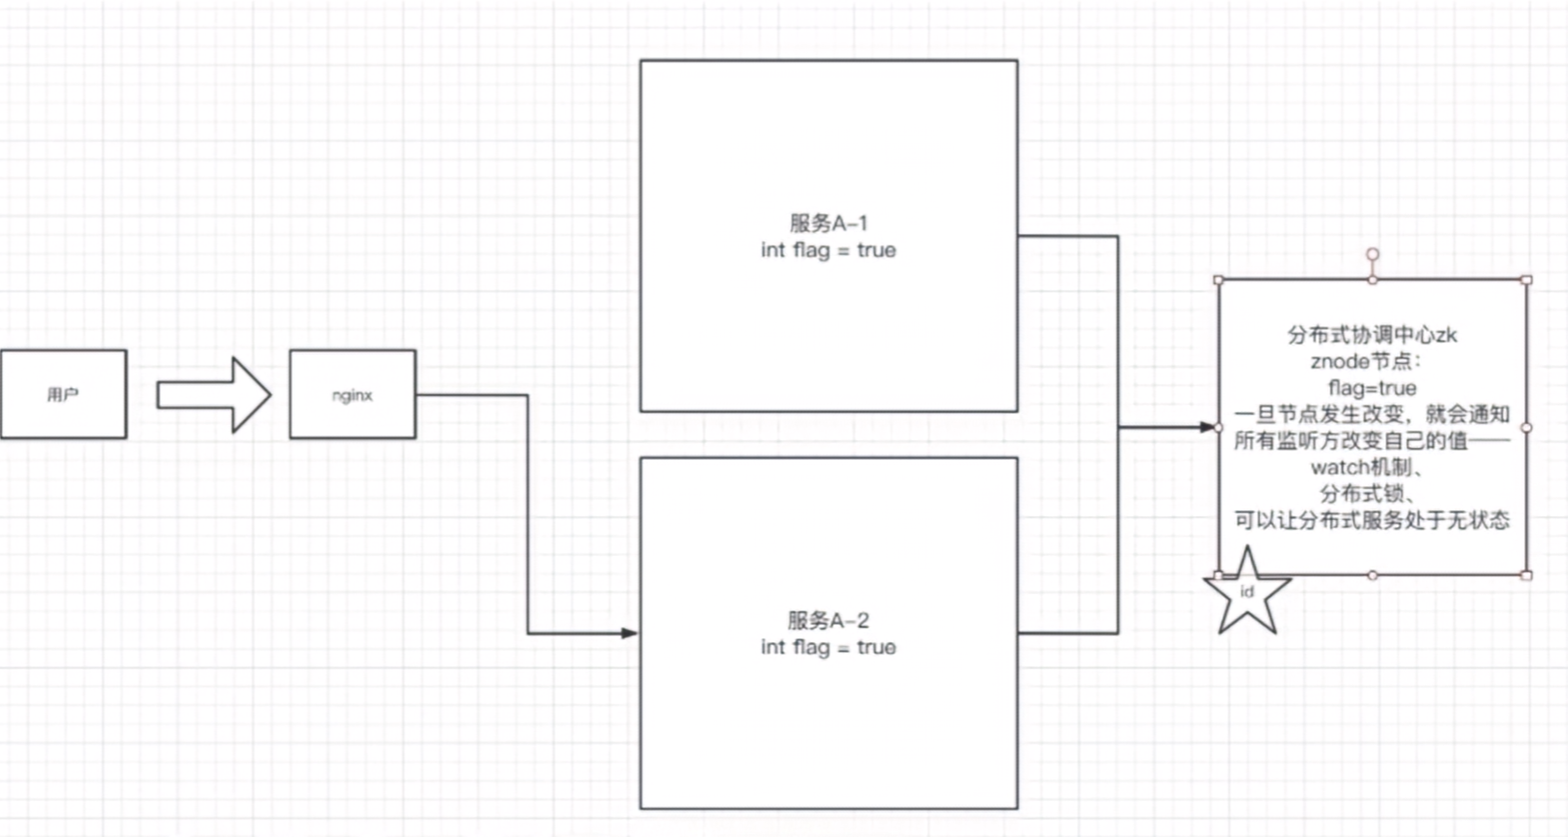 用户
nginx
服务A-1
int flag = true
服务A-2
int flag = true
分布式协调中心zk
znode节点：
flag=true
一旦节点发生改变，就会通知
所有监听方改变自己的值——
watch机制、
分布式锁、
可以让分布式服务处于无状态
id